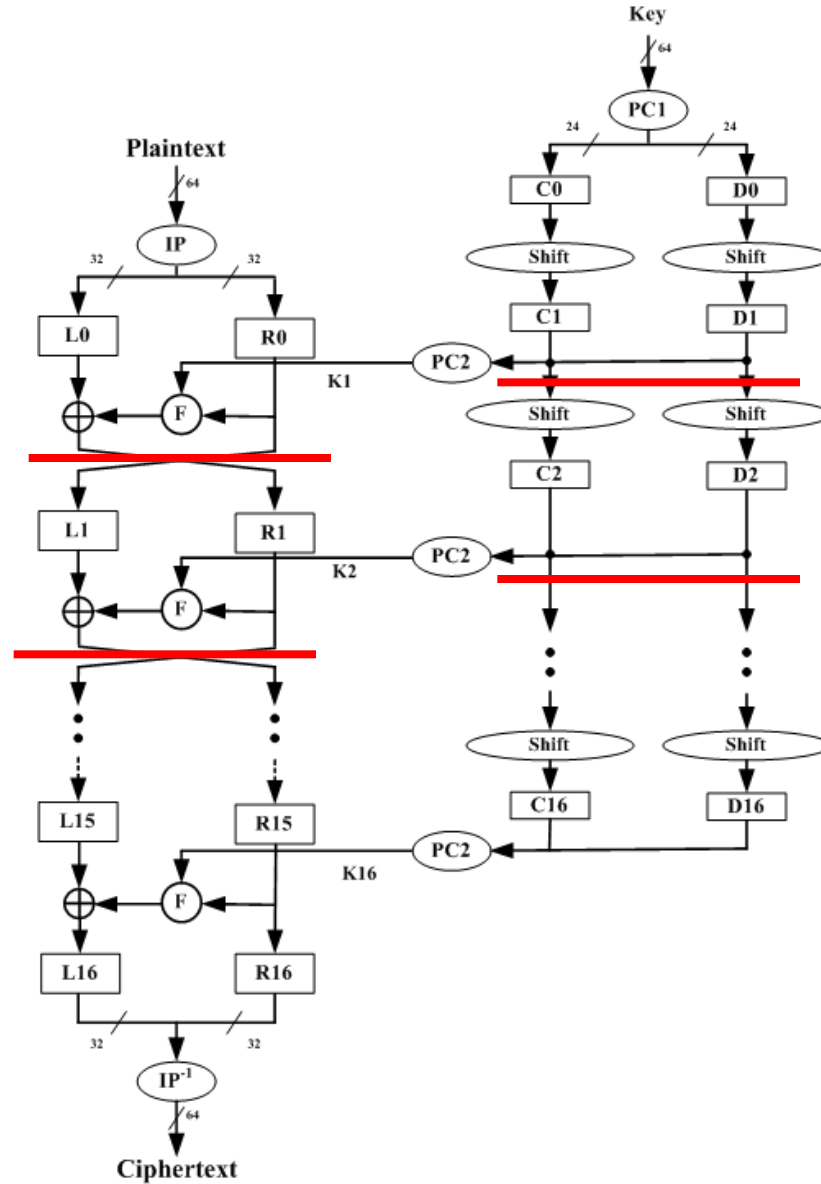 Key
64
PC1
24 24
Plaintext
64
C0 D0
IP
Shift Shift
32 32
C1 D1
L0 R0
PC2
K1
F
Shift Shift
C2 D2
L1 R1
PC2
K2
F
Shift Shift
C16 D16
L15 R15
PC2
K16
F
L16 R16
32 32
IP⁻¹
64
Ciphertext